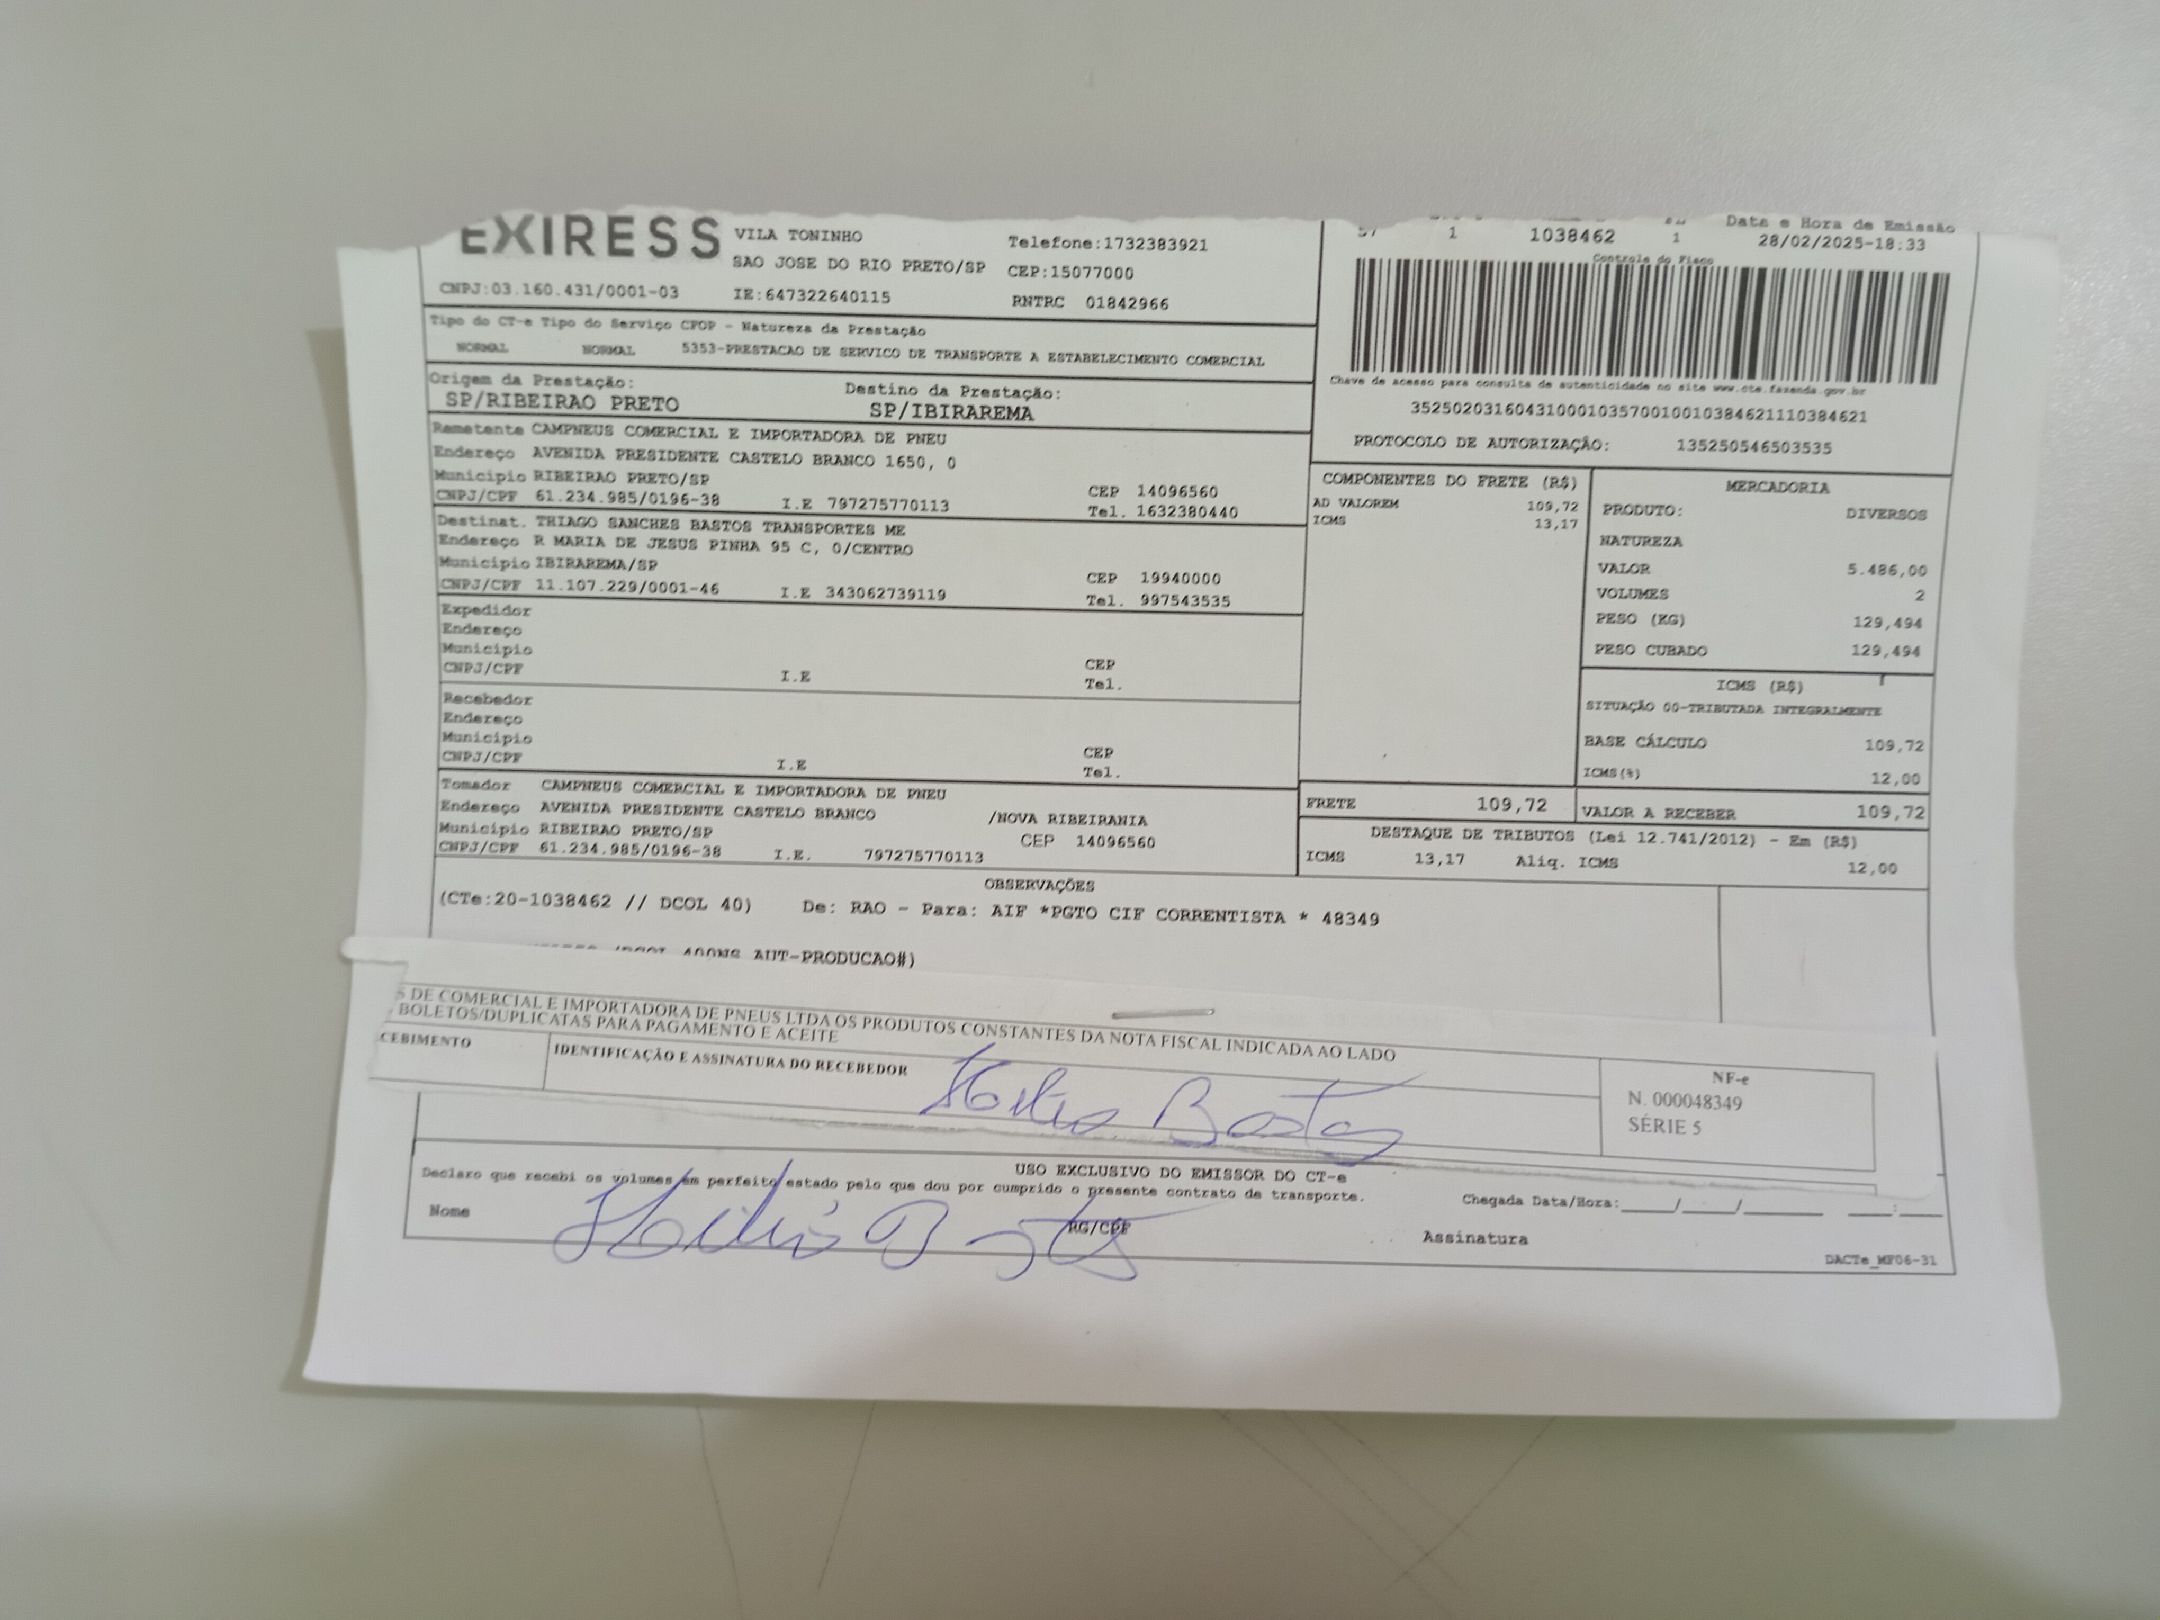 EXIRESS
VILA TONINHO
SAO JOSE DO RIO PRETO/SP
CNPJ:03.160.431/0001-03
IE:647322640115
Telefone:1732383921
CEP:15077000
RNTRC 01842966
57 1 1038462 1
Data e Hora de Emissão
28/02/2025-18:33
Controle do Fisco
Tipo do CT-e Tipo do Serviço CFOP - Natureza da Prestação
NORMAL NORMAL 5353-PRESTACAO DE SERVICO DE TRANSPORTE A ESTABELECIMENTO COMERCIAL
Chave de acesso para consulta de autenticidade no site www.cte.fazenda.gov.br
35250203160431000103570010010384621110384621
PROTOCOLO DE AUTORIZAÇÃO: 135250546503535
Origem da Prestação: Destino da Prestação:
SP/RIBEIRAO PRETO SP/IBIRAREMA
Remetente CAMPNEUS COMERCIAL E IMPORTADORA DE PNEU
Endereço AVENIDA PRESIDENTE CASTELO BRANCO 1650, 0
Município RIBEIRAO PRETO/SP CEP 14096560
CNPJ/CPF 61.234.985/0196-38 I.E 797275770113 Tel. 1632380440
Destinat. THIAGO SANCHES BASTOS TRANSPORTES ME
Endereço R MARIA DE JESUS PINHA 95 C, 0/CENTRO
Município IBIRAREMA/SP CEP 19940000
CNPJ/CPF 11.107.229/0001-46 I.E 343062739119 Tel. 997543535
Expedidor
Endereço
Município CEP
CNPJ/CPF I.E Tel.
Recebedor
Endereço
Município CEP
CNPJ/CPF I.E Tel.
Tomador CAMPNEUS COMERCIAL E IMPORTADORA DE PNEU
Endereço AVENIDA PRESIDENTE CASTELO BRANCO /NOVA RIBEIRANIA
Município RIBEIRAO PRETO/SP CEP 14096560
CNPJ/CPF 61.234.985/0196-38 I.E. 797275770113
COMPONENTES DO FRETE (R$)
AD VALOREM 109,72
ICMS 13,17
MERCADORIA
PRODUTO: DIVERSOS
NATUREZA
VALOR 5.486,00
VOLUMES 2
PESO (KG) 129,494
PESO CUBADO 129,494
ICMS (R$)
SITUAÇÃO 00-TRIBUTADA INTEGRALMENTE
BASE CÁLCULO 109,72
ICMS(%) 12,00
FRETE 109,72 VALOR A RECEBER 109,72
DESTAQUE DE TRIBUTOS (Lei 12.741/2012) - Em (R$)
ICMS 13,17 Aliq. ICMS 12,00
OBSERVAÇÕES
(CTe:20-1038462 // DCOL 40) De: RAO - Para: AIF *PGTO CIF CORRENTISTA * 48349
AUT-PRODUCAO#)
S DE COMERCIAL E IMPORTADORA DE PNEUS LTDA OS PRODUTOS CONSTANTES DA NOTA FISCAL INDICADA AO LADO
BOLETOS/DUPLICATAS PARA PAGAMENTO E ACEITE
CEBIMENTO
IDENTIFICAÇÃO E ASSINATURA DO RECEBEDOR
NF-e
N. 000048349
SÉRIE 5
USO EXCLUSIVO DO EMISSOR DO CT-e
Declaro que recebi os volumes em perfeito estado pelo que dou por cumprido o presente contrato de transporte.
Chegada Data/Hora:____/____/______ ___:___
Nome RG/CPF Assinatura
DACTe_MF06-31